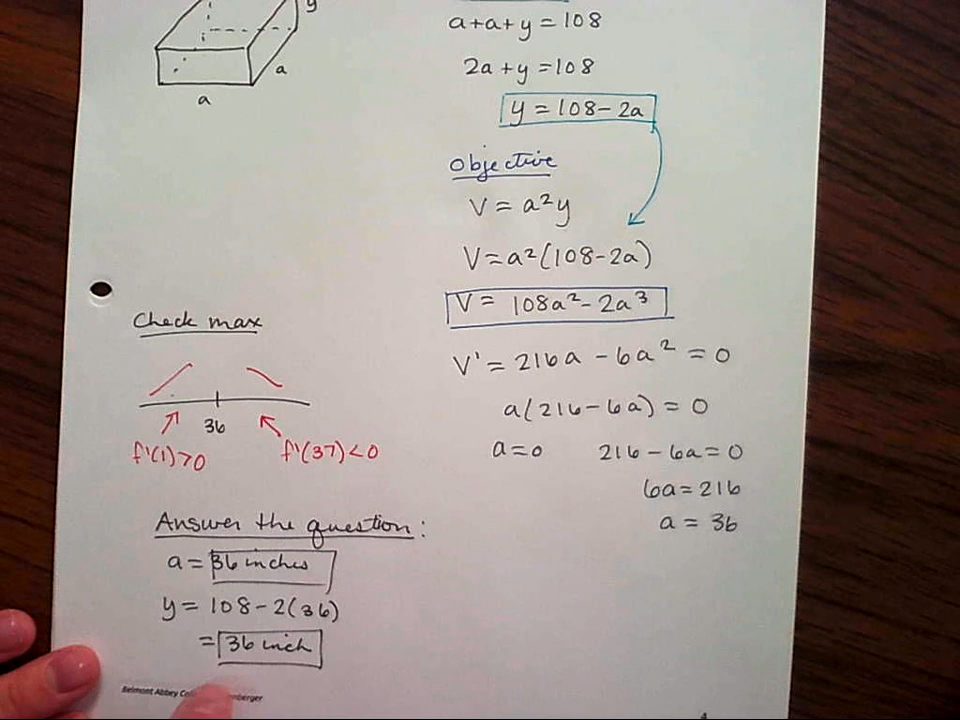 y
a
a
a+a+y=108
2a+y=108
y = 108-2a
Objective
V = a²y
V=a²(108-2a)
V = 108a²-2a³
V' = 216a - 6a² = 0
a(216-6a) = 0
a=0 216-6a=0
6a=216
a = 36
Check max
36
f'(1)>0 f'(37)<0
Answer the question:
a = 36 inches
y = 108-2(36)
= 36 inch
Belmont Abbey
4